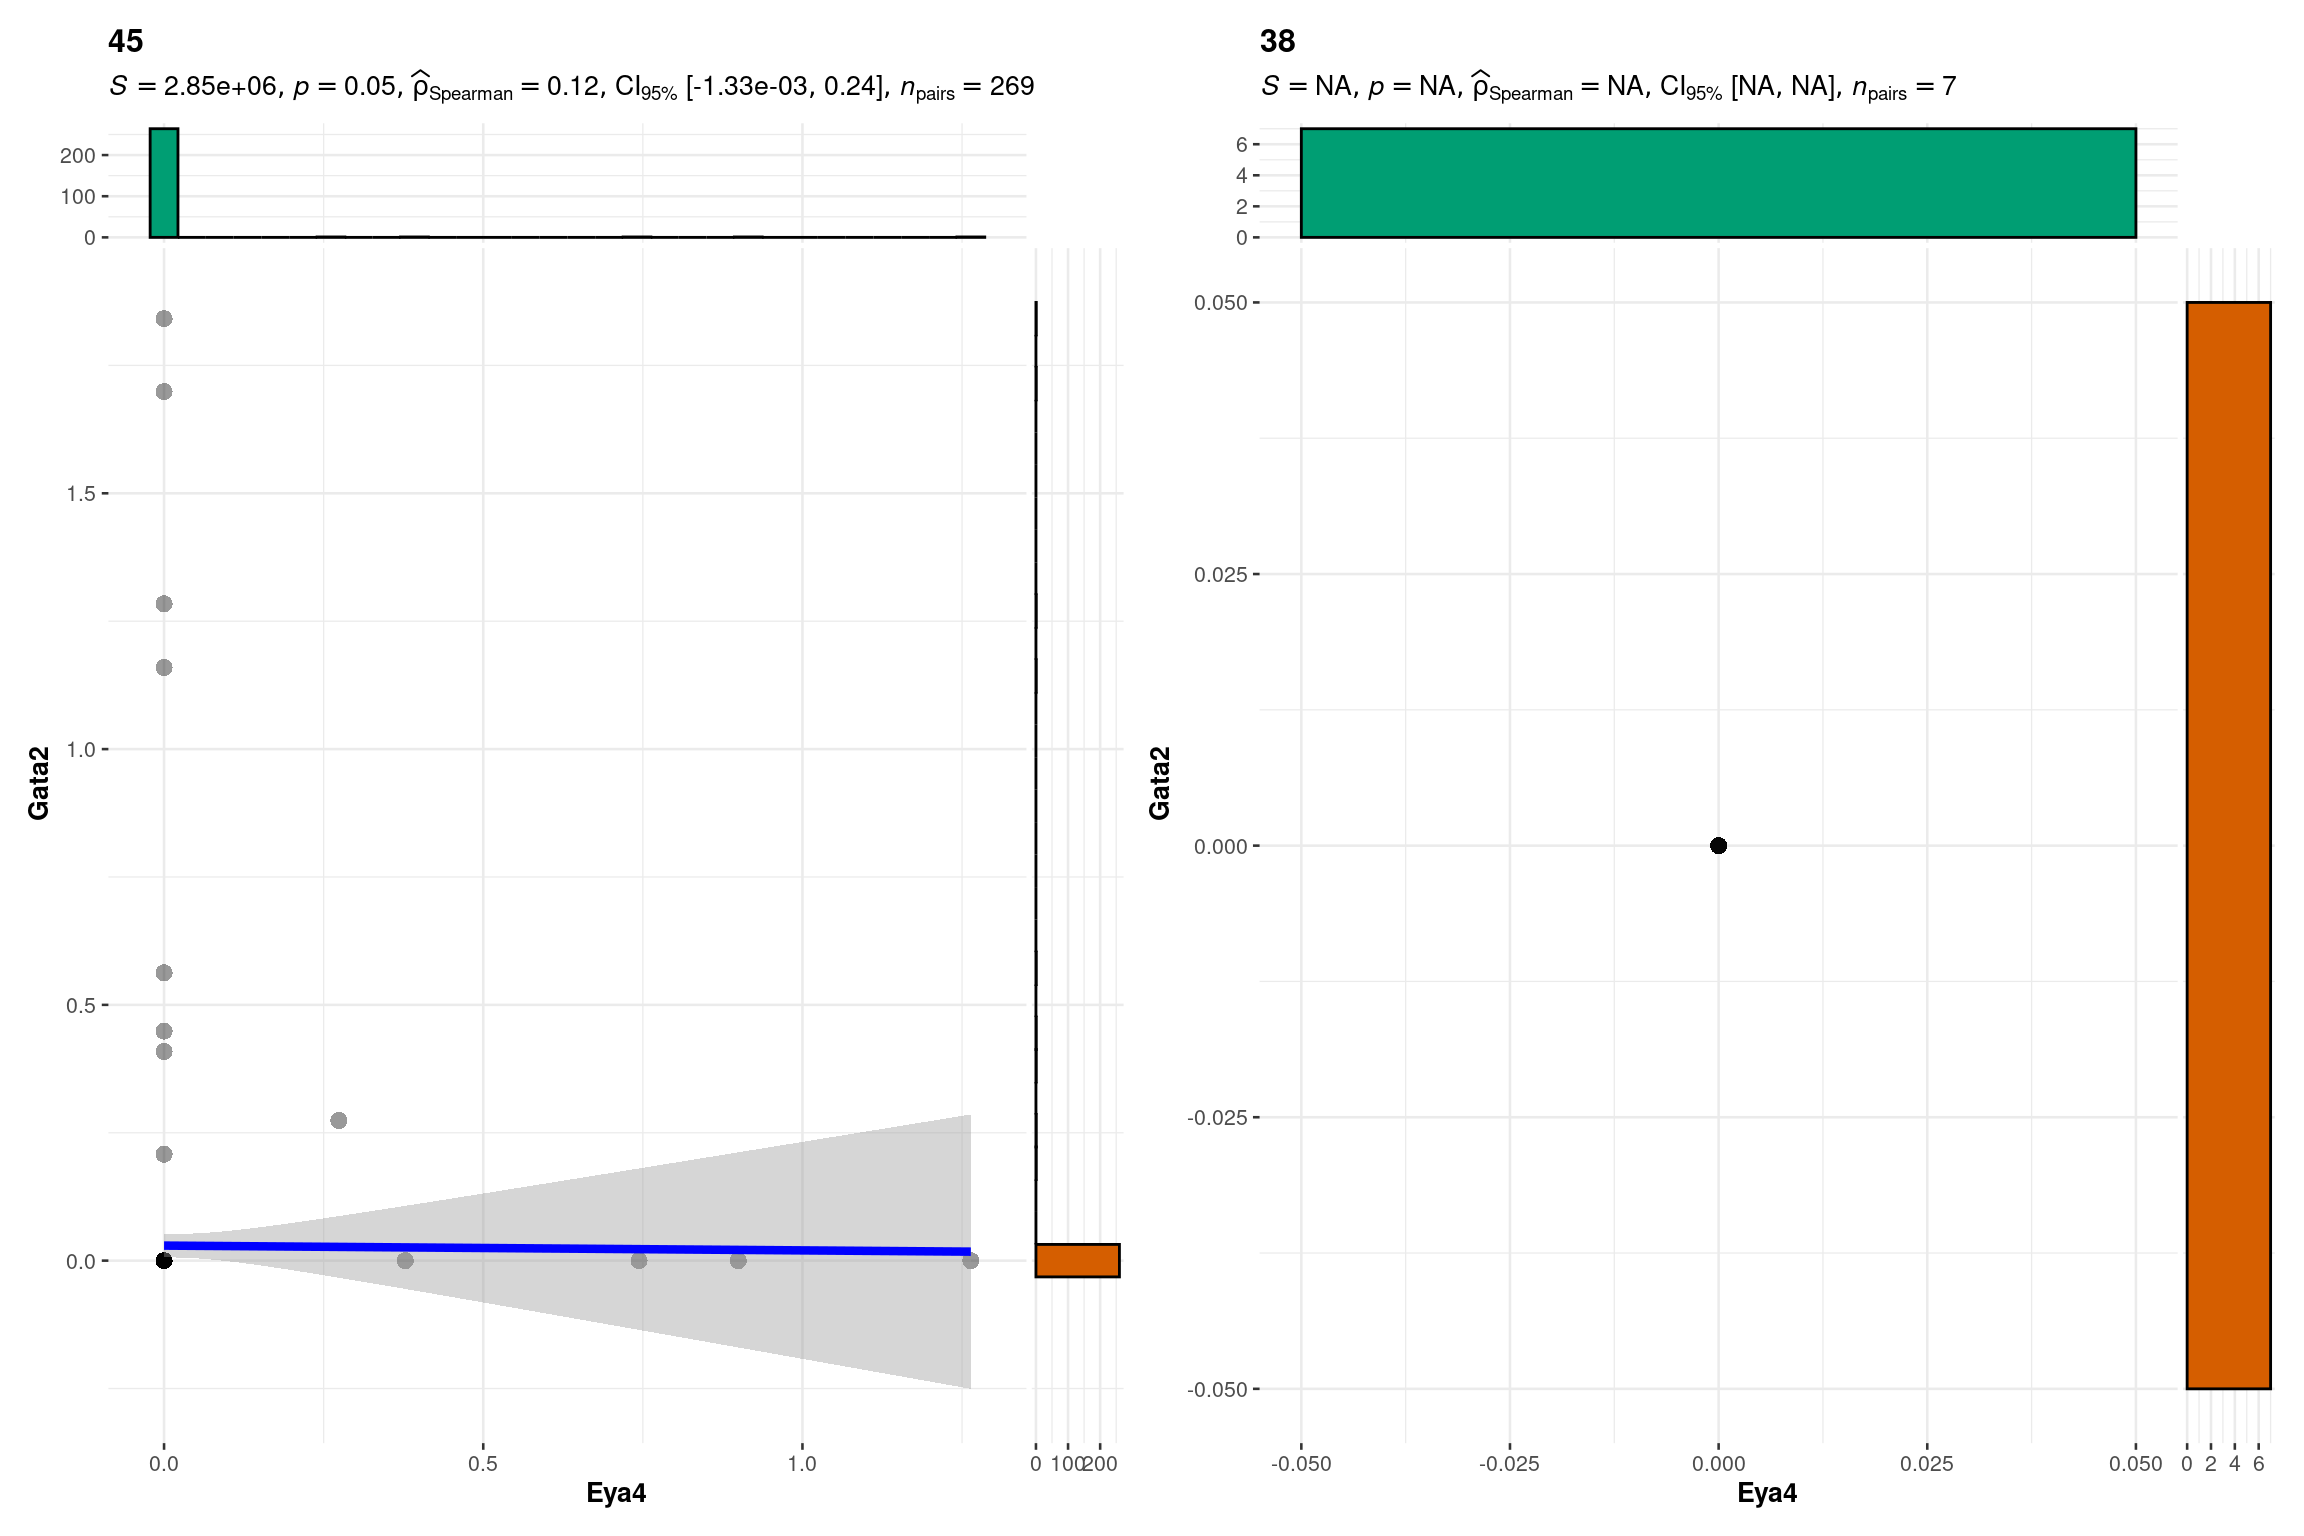 45
S = 2.85e+06, p = 0.05, ρ̂Spearman = 0.12, CI95% [-1.33e-03, 0.24], npairs = 269
200
100
0
1.5
1.0
0.5
0.0
Gata2
0.0 0.5 1.0 0 100 200
Eya4
38
S = NA, p = NA, ρ̂Spearman = NA, CI95% [NA, NA], npairs = 7
6
4
2
0
0.050
0.025
0.000
-0.025
-0.050
Gata2
-0.050 -0.025 0.000 0.025 0.050 0 2 4 6
Eya4